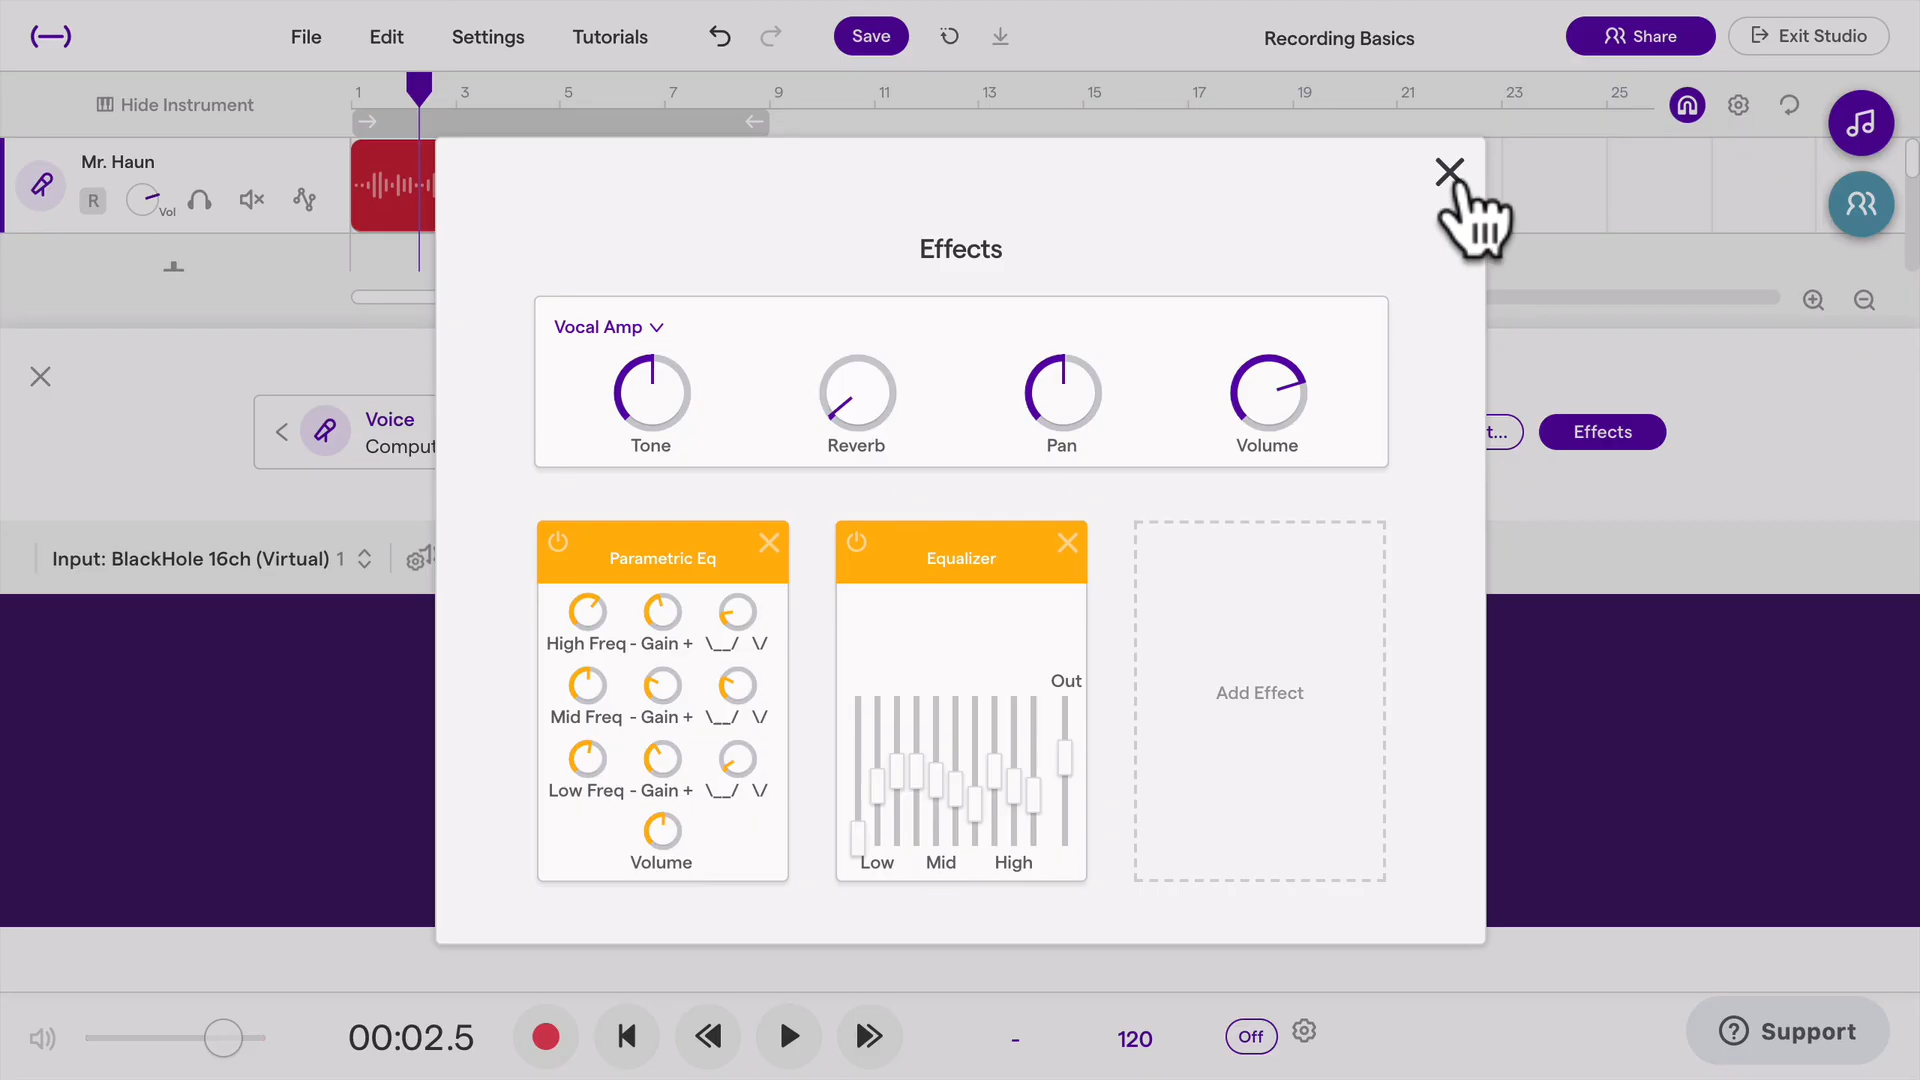 File Edit Settings Tutorials Save Recording Basics Share Exit Studio
Hide Instrument 1 3 5 7 9 11 13 15 17 19 21 23 25
Mr. Haun
R Vol
Effects
Vocal Amp
Tone Reverb Pan Volume
Voice
Comput
t... Effects
Input: BlackHole 16ch (Virtual) 1
Parametric Eq
High Freq - Gain + \__/ \/
Mid Freq - Gain + \__/ \/
Low Freq - Gain + \__/ \/
Volume
Equalizer
Out
Low Mid High
Add Effect
00:02.5 - 120 Off Support